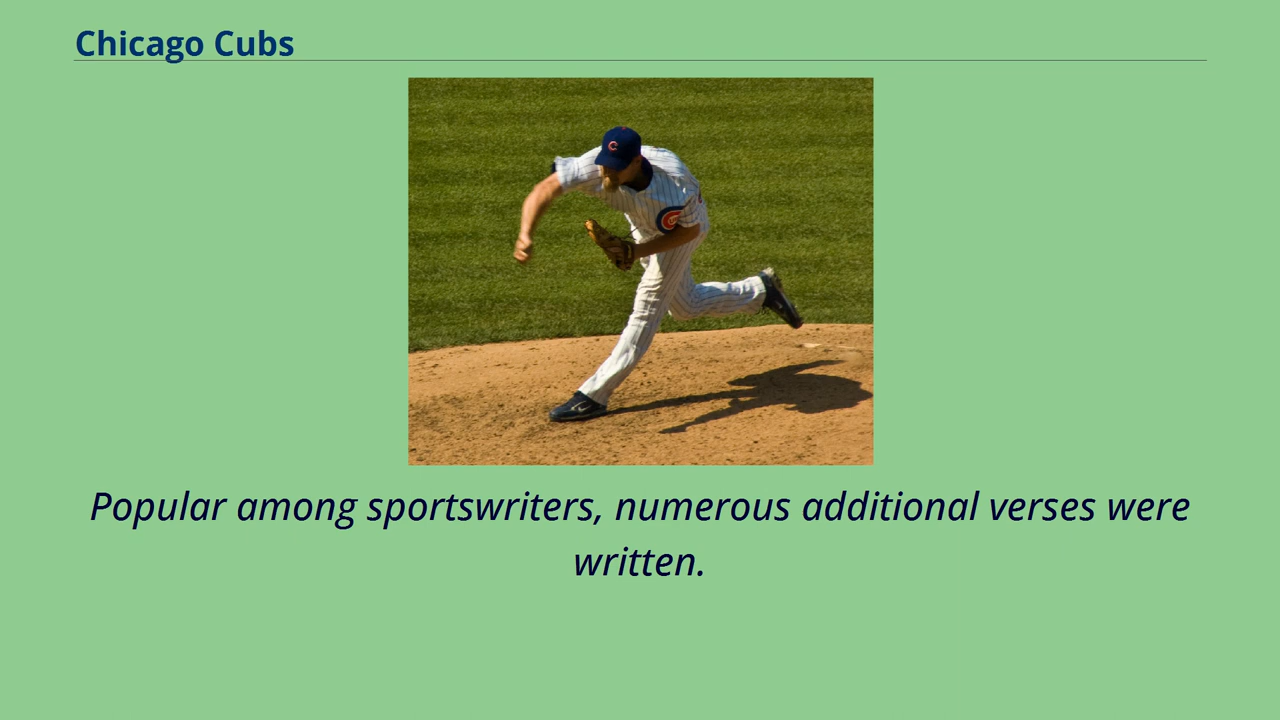 Chicago Cubs
Popular among sportswriters, numerous additional verses were
written.